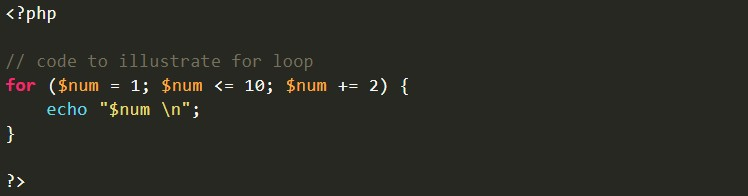 <?php
// code to illustrate for loop
for ($num = 1; $num <= 10; $num += 2) {
    echo "$num \n";
}
?>